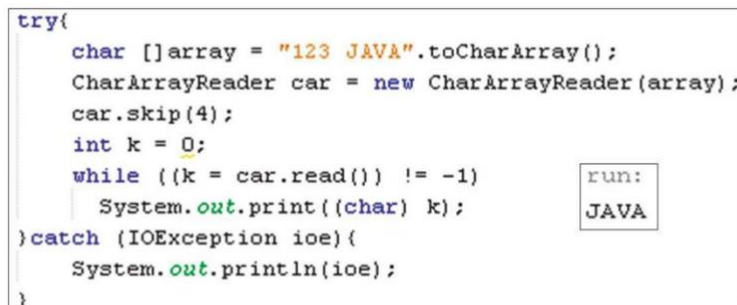 try{
char []array = "123 JAVA".toCharArray();
CharArrayReader car = new CharArrayReader(array);
car.skip(4);
int k = 0;
while ((k = car.read()) != -1)
System.out.print((char) k);
}catch (IOException ioe){
System.out.println(ioe);
}
run:
JAVA